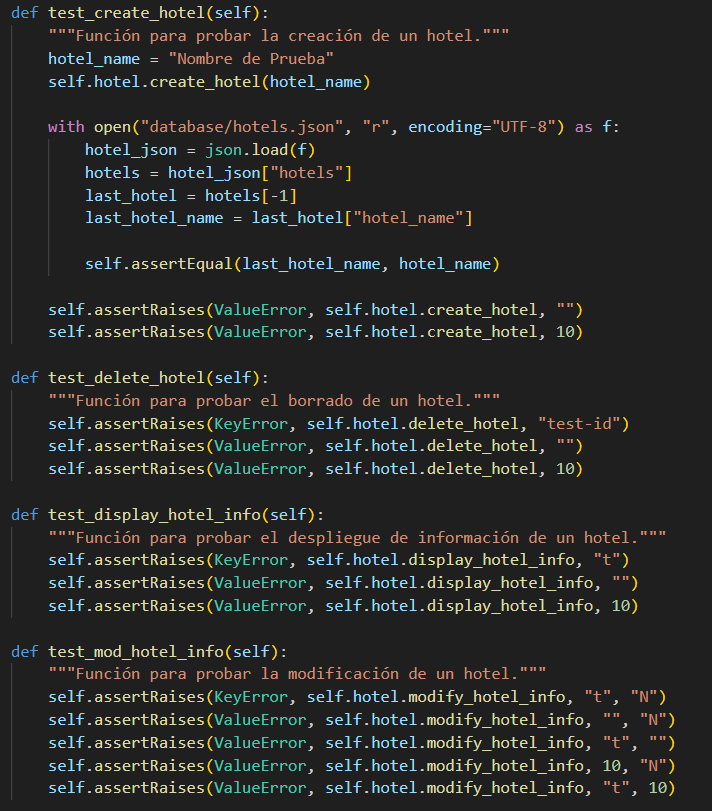 def test_create_hotel(self):
    """Función para probar la creación de un hotel."""
    hotel_name = "Nombre de Prueba"
    self.hotel.create_hotel(hotel_name)

    with open("database/hotels.json", "r", encoding="UTF-8") as f:
        hotel_json = json.load(f)
        hotels = hotel_json["hotels"]
        last_hotel = hotels[-1]
        last_hotel_name = last_hotel["hotel_name"]

        self.assertEqual(last_hotel_name, hotel_name)

    self.assertRaises(ValueError, self.hotel.create_hotel, "")
    self.assertRaises(ValueError, self.hotel.create_hotel, 10)

def test_delete_hotel(self):
    """Función para probar el borrado de un hotel."""
    self.assertRaises(KeyError, self.hotel.delete_hotel, "test-id")
    self.assertRaises(ValueError, self.hotel.delete_hotel, "")
    self.assertRaises(ValueError, self.hotel.delete_hotel, 10)

def test_display_hotel_info(self):
    """Función para probar el despliegue de información de un hotel."""
    self.assertRaises(KeyError, self.hotel.display_hotel_info, "t")
    self.assertRaises(ValueError, self.hotel.display_hotel_info, "")
    self.assertRaises(ValueError, self.hotel.display_hotel_info, 10)

def test_mod_hotel_info(self):
    """Función para probar la modificación de un hotel."""
    self.assertRaises(KeyError, self.hotel.modify_hotel_info, "t", "N")
    self.assertRaises(ValueError, self.hotel.modify_hotel_info, "", "N")
    self.assertRaises(ValueError, self.hotel.modify_hotel_info, "t", "")
    self.assertRaises(ValueError, self.hotel.modify_hotel_info, 10, "N")
    self.assertRaises(ValueError, self.hotel.modify_hotel_info, "t", 10)